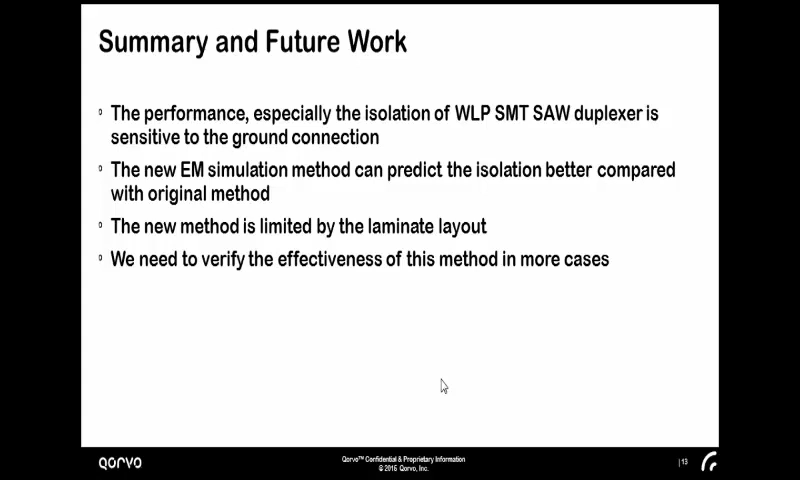 Summary and Future Work
The performance, especially the isolation of WLP SMT SAW duplexer is
sensitive to the ground connection
The new EM simulation method can predict the isolation better compared
with original method
The new method is limited by the laminate layout
We need to verify the effectiveness of this method in more cases
QORVO
Qorvo™ Confidential & Proprietary Information
© 2015 Qorvo, Inc.
| 13